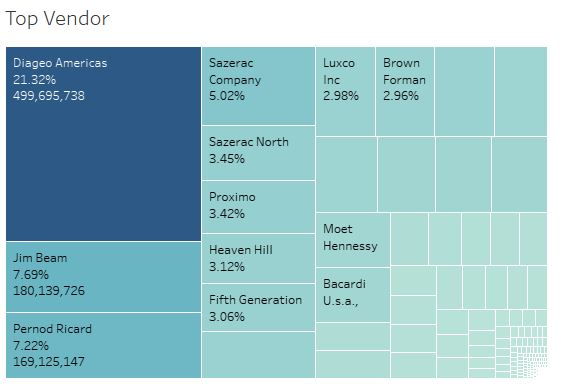 Top Vendor
Diageo Americas
21.32%
499,695,738
Jim Beam
7.69%
180,139,726
Pernod Ricard
7.22%
169,125,147
Sazerac
Company
5.02%
Sazerac North
3.45%
Proximo
3.42%
Heaven Hill
3.12%
Fifth Generation
3.06%
Luxco
Inc
2.98%
Brown
Forman
2.96%
Moet
Hennessy
Bacardi
U.s.a.,